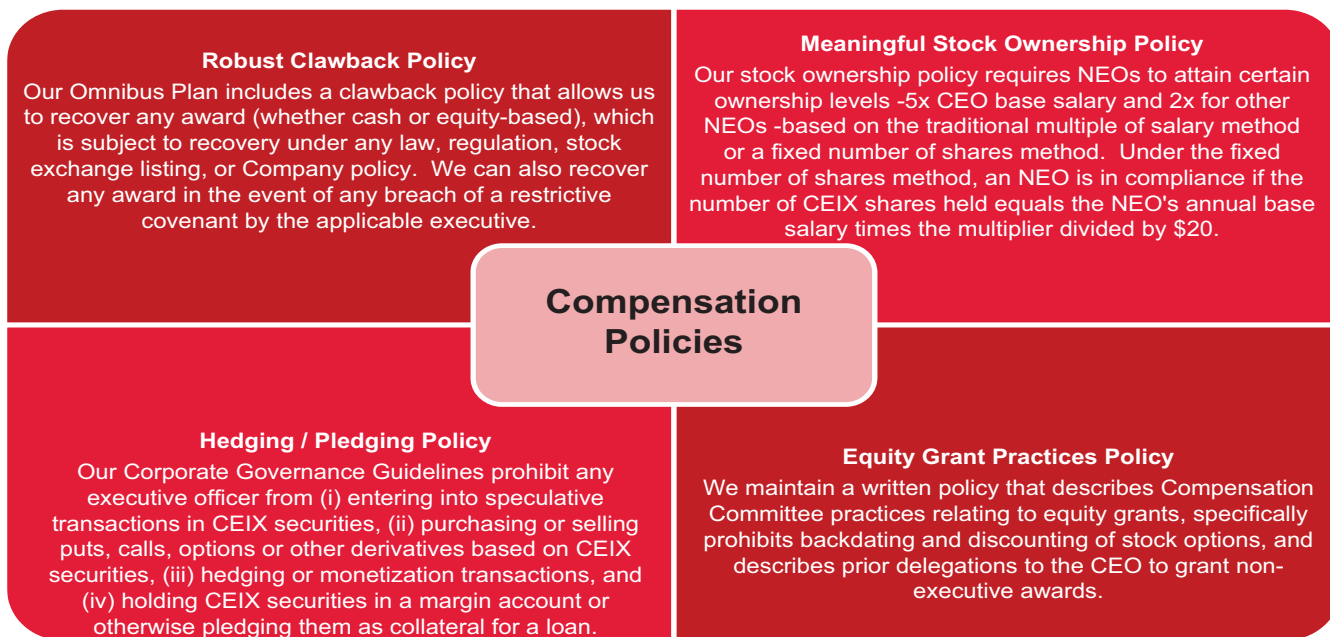 Robust Clawback Policy
Our Omnibus Plan includes a clawback policy that allows us
to recover any award (whether cash or equity-based), which
is subject to recovery under any law, regulation, stock
exchange listing, or Company policy.  We can also recover
any award in the event of any breach of a restrictive
covenant by the applicable executive.
Meaningful Stock Ownership Policy
Our stock ownership policy requires NEOs to attain certain
ownership levels -5x CEO base salary and 2x for other
NEOs -based on the traditional multiple of salary method
or a fixed number of shares method.  Under the fixed
number of shares method, an NEO is in compliance if the
number of CEIX shares held equals the NEO's annual base
salary times the multiplier divided by $20.
Compensation
Policies
Hedging / Pledging Policy
Our Corporate Governance Guidelines prohibit any
executive officer from (i) entering into speculative
transactions in CEIX securities, (ii) purchasing or selling
puts, calls, options or other derivatives based on CEIX
securities, (iii) hedging or monetization transactions, and
(iv) holding CEIX securities in a margin account or
otherwise pledging them as collateral for a loan.
Equity Grant Practices Policy
We maintain a written policy that describes Compensation
Committee practices relating to equity grants, specifically
prohibits backdating and discounting of stock options, and
describes prior delegations to the CEO to grant non-
executive awards.